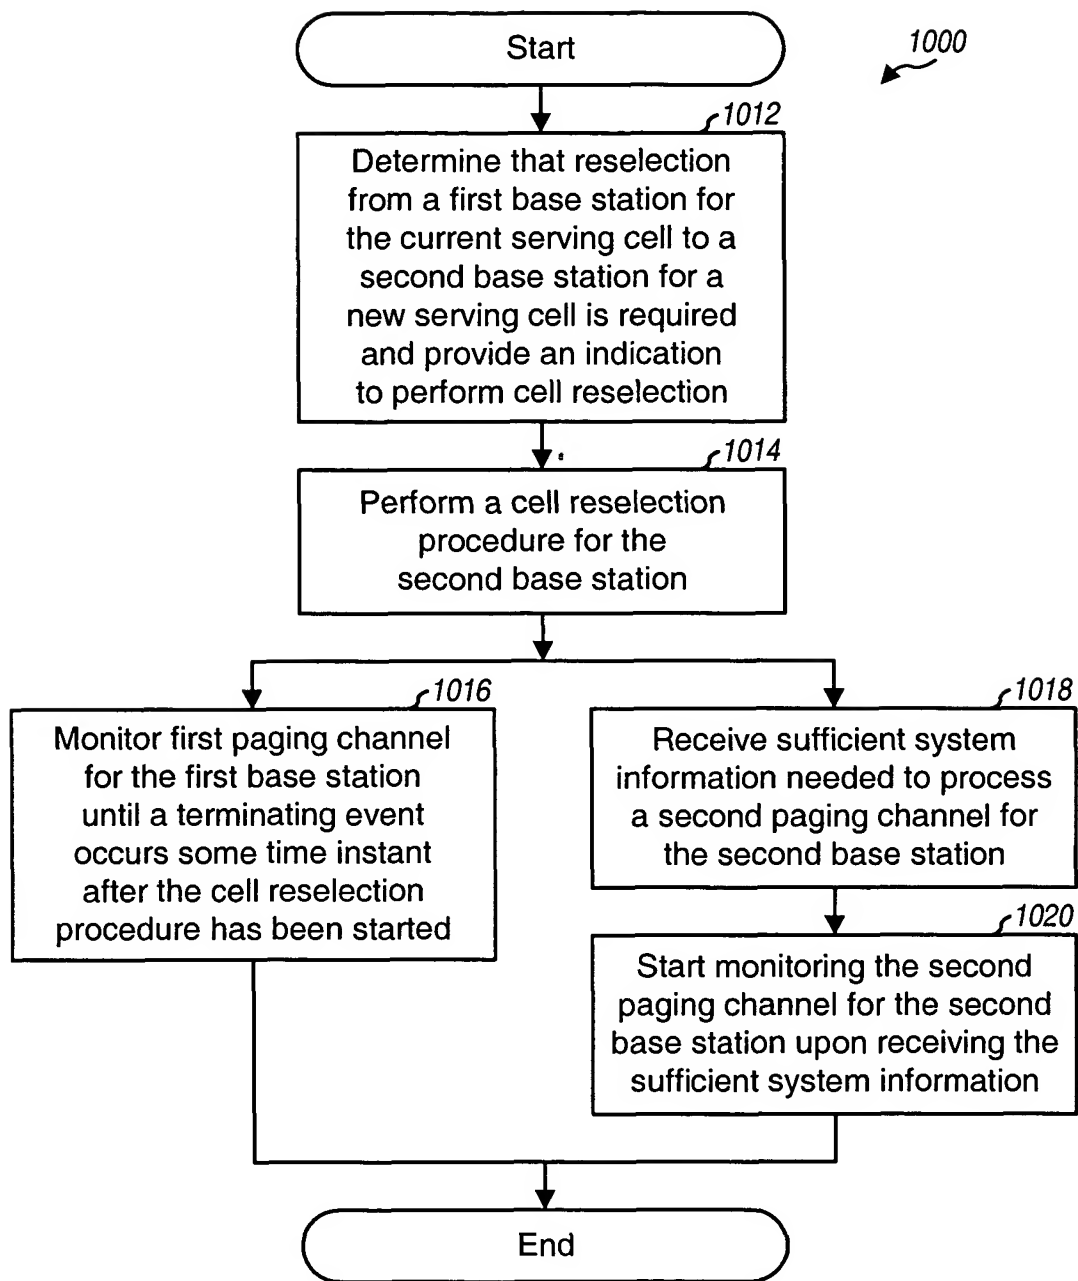 Start
1000
1012
Determine that reselection
from a first base station for
the current serving cell to a
second base station for a
new serving cell is required
and provide an indication
to perform cell reselection
1014
Perform a cell reselection
procedure for the
second base station
1016
Monitor first paging channel
for the first base station
until a terminating event
occurs some time instant
after the cell reselection
procedure has been started
1018
Receive sufficient system
information needed to process
a second paging channel for
the second base station
1020
Start monitoring the second
paging channel for the second
base station upon receiving the
sufficient system information
End